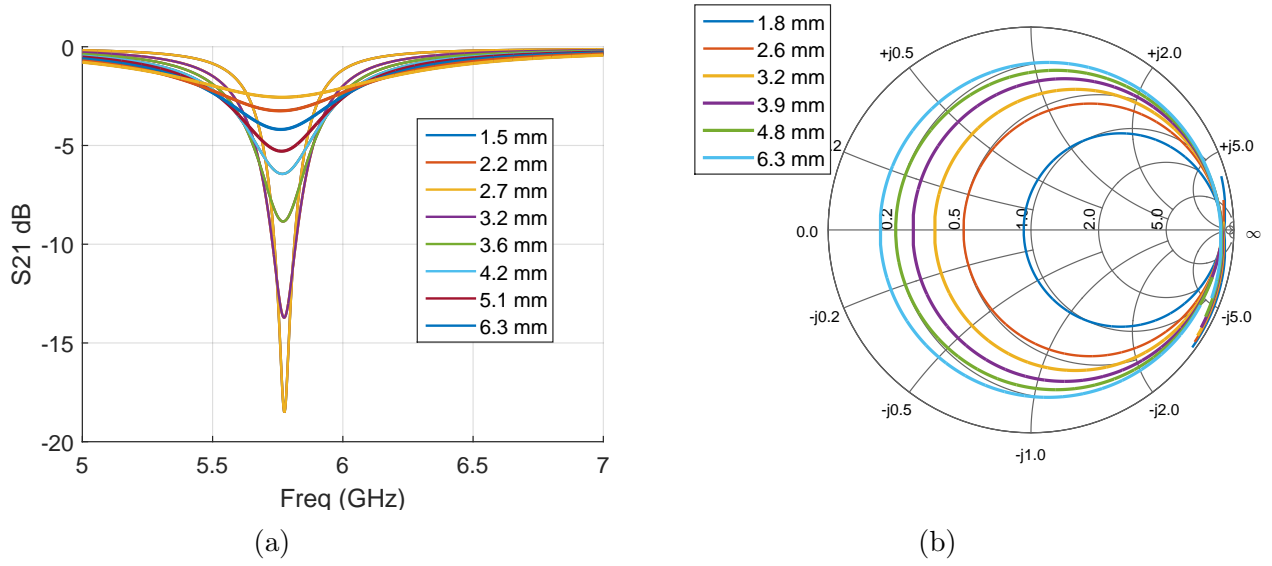 0
-5
-10
-15
-20
S21 dB
5
5.5
6
6.5
7
Freq (GHz)
1.5 mm
2.2 mm
2.7 mm
3.2 mm
3.6 mm
4.2 mm
5.1 mm
6.3 mm
(a)
1.8 mm
2.6 mm
3.2 mm
3.9 mm
4.8 mm
6.3 mm
+j0.5
+j2.0
.2
+j5.0
0.0
0.2
0.5
1.0
2.0
5.0
∞
-j0.2
-j5.0
-j0.5
-j2.0
-j1.0
(b)